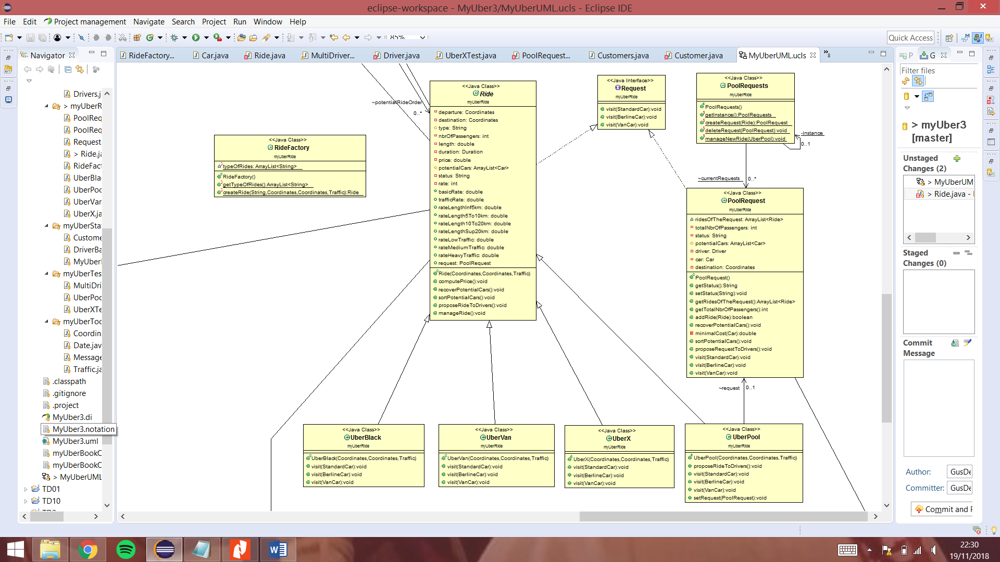 eclipse-workspace - MyUber3/MyUberUML.ucls - Eclipse IDE
File Edit Project management Navigate Search Project Run Window Help
85%
Quick Access
Navigator
RideFactory... Car.java Ride.java MultiDriver... Driver.java UberXTest.java PoolRequest... Customers.java Customer.java MyUberUML.ucls
8
P G
Drivers.j
> myUberR
PoolReq
PoolReq
Request
> Ride.ja
RideFact
UberBla
UberPoo
UberVan
UberX.ja
myUberSta
Custome
DriverBa
MyUber
myUberTes
MultiDri
UberPoo
UberXTe
myUberToo
Coordin
Date.jav
Message
Traffic.ja
.classpath
.gitignore
.project
MyUber3.di
MyUber3.notation
MyUber3.uml
myUberBookC
myUberBookC
> MyUberUML
TD01
TD10
~potentialRideOrder
0..*
<<Java Class>>
RideFactory
myUberRide
typeOfRides: ArrayList<String>
RideFactory()
getTypeOfRides():ArrayList<String>
createRide(String,Coordinates,Coordinates,Traffic):Ride
<<Java Class>>
Ride
myUberRide
departure: Coordinates
destination: Coordinates
type: String
nbrOfPassengers: int
length: double
duration: Duration
price: double
potentialCars: ArrayList<Car>
status: String
rate: int
basicRate: double
trafficRate: double
rateLengthInf5km: double
rateLength5To10km: double
rateLength10To20km: double
rateLengthSup20km: double
rateLowTraffic: double
rateMediumTraffic: double
rateHeavyTraffic: double
request: PoolRequest
Ride(Coordinates,Coordinates,Traffic)
computePrice():void
recoverPotentialCars():void
sortPotentialCars():void
proposeRideToDrivers():void
manageRide():void
<<Java Interface>>
Request
myUberRide
visit(StandardCar):void
visit(BerlineCar):void
visit(VanCar):void
<<Java Class>>
PoolRequests
myUberRide
PoolRequests()
getInstance():PoolRequests
createRequest(Ride):PoolRequest
deleteRequest(PoolRequest):void
manageNewRide(UberPool):void
-instance
0..1
~currentRequests
0..*
<<Java Class>>
PoolRequest
myUberRide
ridesOfTheRequest: ArrayList<Ride>
totalNbrOfPassengers: int
status: String
potentialCars: ArrayList<Car>
driver: Driver
car: Car
destination: Coordinates
PoolRequest()
getStatus():String
setStatus(String):void
getRidesOfTheRequest():ArrayList<Ride>
getTotalNbrOfPassengers():int
addRide(Ride):boolean
recoverPotentialCars():void
minimalCost(Car):double
sortPotentialCars():void
proposeRequestToDrivers():void
visit(StandardCar):void
visit(BerlineCar):void
visit(VanCar):void
~request
0..1
<<Java Class>>
UberBlack
myUberRide
UberBlack(Coordinates,Coordinates,Traffic)
visit(StandardCar):void
visit(BerlineCar):void
visit(VanCar):void
<<Java Class>>
UberVan
myUberRide
UberVan(Coordinates,Coordinates,Traffic)
visit(StandardCar):void
visit(BerlineCar):void
visit(VanCar):void
<<Java Class>>
UberX
myUberRide
UberX(Coordinates,Coordinates,Traffic)
visit(StandardCar):void
visit(BerlineCar):void
visit(VanCar):void
<<Java Class>>
UberPool
myUberRide
UberPool(Coordinates,Coordinates,Traffic)
proposeRideToDrivers():void
visit(StandardCar):void
visit(BerlineCar):void
visit(VanCar):void
setRequest(PoolRequest):void
Filter files
> myUber3
[master]
Unstaged
Changes (2)
> MyUberUM
> Ride.java -
Staged
Changes (0)
Commit
Message
Author: GusDe
Committer: GusDe
Commit and P
22:30
19/11/2018